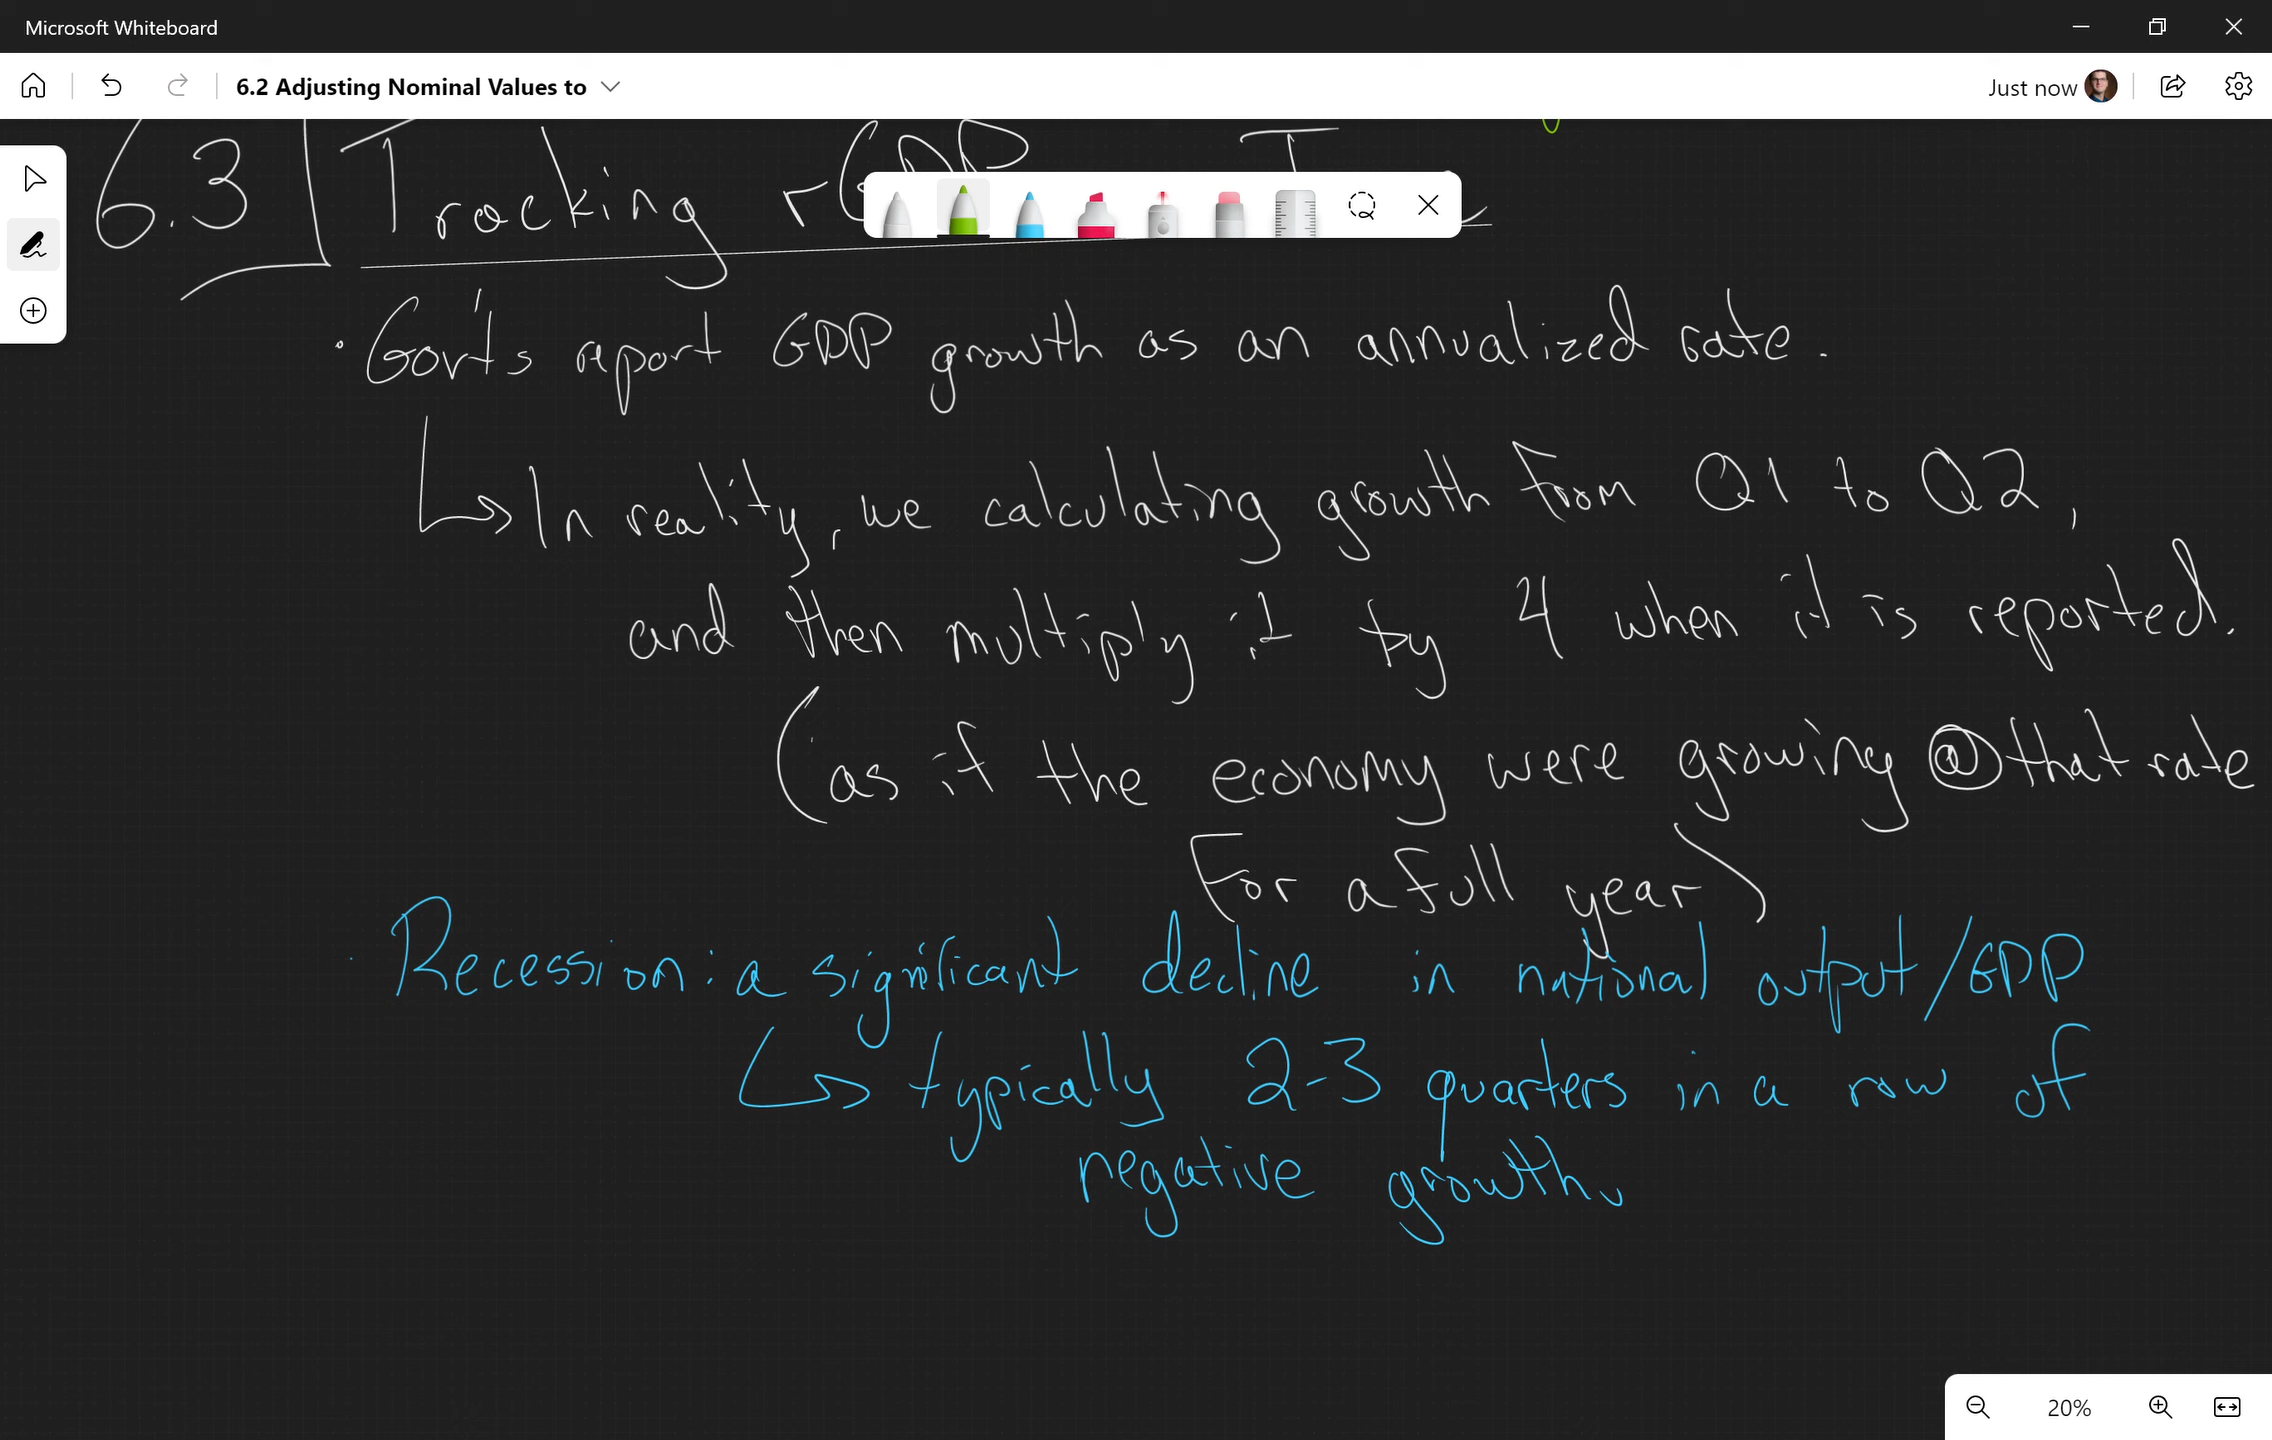 Microsoft Whiteboard
6.2 Adjusting Nominal Values to
Just now
6.3 Tracking rGDP
· Gov't's report GDP growth as an annualized rate.
↳ In reality, we calculating growth from Q1 to Q2,
and then multiply it by 4 when it is reported.
(as if the economy were growing @ that rate
for a full year)
· Recession: a significant decline in national output/GDP
↳ typically 2-3 quarters in a row of
negative growth.
20%